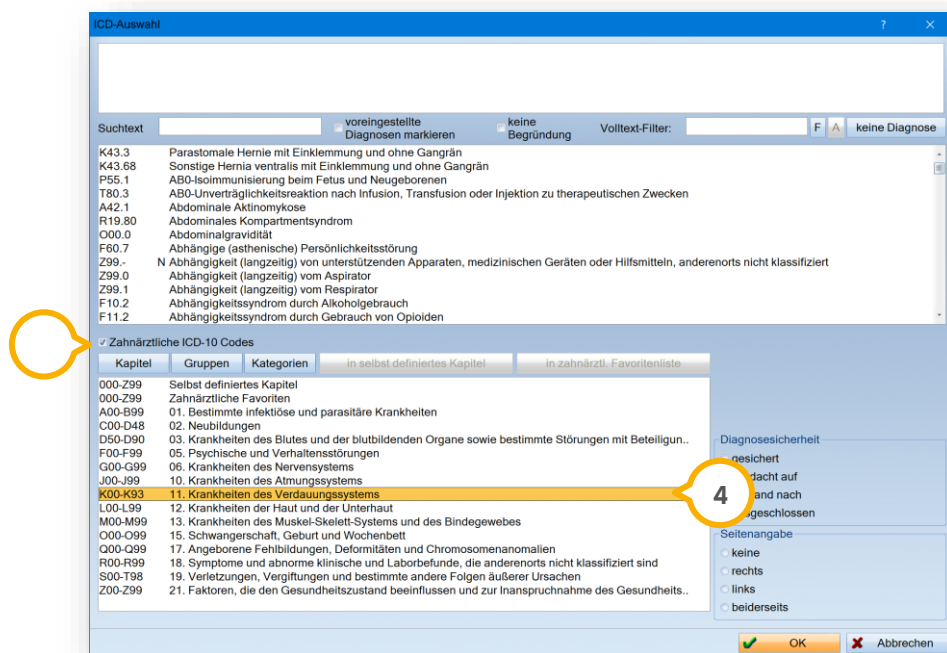 ICD-Auswahl ? ×
Suchtext voreingestellte Diagnosen markieren keine Begründung Volltext-Filter: F A keine Diagnose
K43.3 Parastomale Hernie mit Einklemmung und ohne Gangrän
K43.68 Sonstige Hernia ventralis mit Einklemmung und ohne Gangrän
P55.1 AB0-Isoimmunisierung beim Fetus und Neugeborenen
T80.3 AB0-Unverträglichkeitsreaktion nach Infusion, Transfusion oder Injektion zu therapeutischen Zwecken
A42.1 Abdominale Aktinomykose
R19.80 Abdominales Kompartmentsyndrom
O00.0 Abdominalgravidität
F60.7 Abhängige (asthenische) Persönlichkeitsstörung
Z99.- N Abhängigkeit (langzeitig) von unterstützenden Apparaten, medizinischen Geräten oder Hilfsmitteln, anderenorts nicht klassifiziert
Z99.0 Abhängigkeit (langzeitig) vom Aspirator
Z99.1 Abhängigkeit (langzeitig) vom Respirator
F10.2 Abhängigkeitssyndrom durch Alkoholgebrauch
F11.2 Abhängigkeitssyndrom durch Gebrauch von Opioiden
Zahnärztliche ICD-10 Codes
Kapitel Gruppen Kategorien in selbst definiertes Kapitel in zahnärztl. Favoritenliste
000-Z99 Selbst definiertes Kapitel
000-Z99 Zahnärztliche Favoriten
A00-B99 01. Bestimmte infektiöse und parasitäre Krankheiten
C00-D48 02. Neubildungen
D50-D90 03. Krankheiten des Blutes und der blutbildenden Organe sowie bestimmte Störungen mit Beteiligun..
F00-F99 05. Psychische und Verhaltensstörungen
G00-G99 06. Krankheiten des Nervensystems
J00-J99 10. Krankheiten des Atmungssystems
K00-K93 11. Krankheiten des Verdauungssystems
L00-L99 12. Krankheiten der Haut und der Unterhaut
M00-M99 13. Krankheiten des Muskel-Skelett-Systems und des Bindegewebes
O00-O99 15. Schwangerschaft, Geburt und Wochenbett
Q00-Q99 17. Angeborene Fehlbildungen, Deformitäten und Chromosomenanomalien
R00-R99 18. Symptome und abnorme klinische und Laborbefunde, die anderenorts nicht klassifiziert sind
S00-T98 19. Verletzungen, Vergiftungen und bestimmte andere Folgen äußerer Ursachen
Z00-Z99 21. Faktoren, die den Gesundheitszustand beeinflussen und zur Inanspruchnahme des Gesundheits..
4
Diagnosesicherheit
gesichert
dacht auf
and nach
geschlossen
Seitenangabe
keine
rechts
links
beiderseits
OK Abbrechen